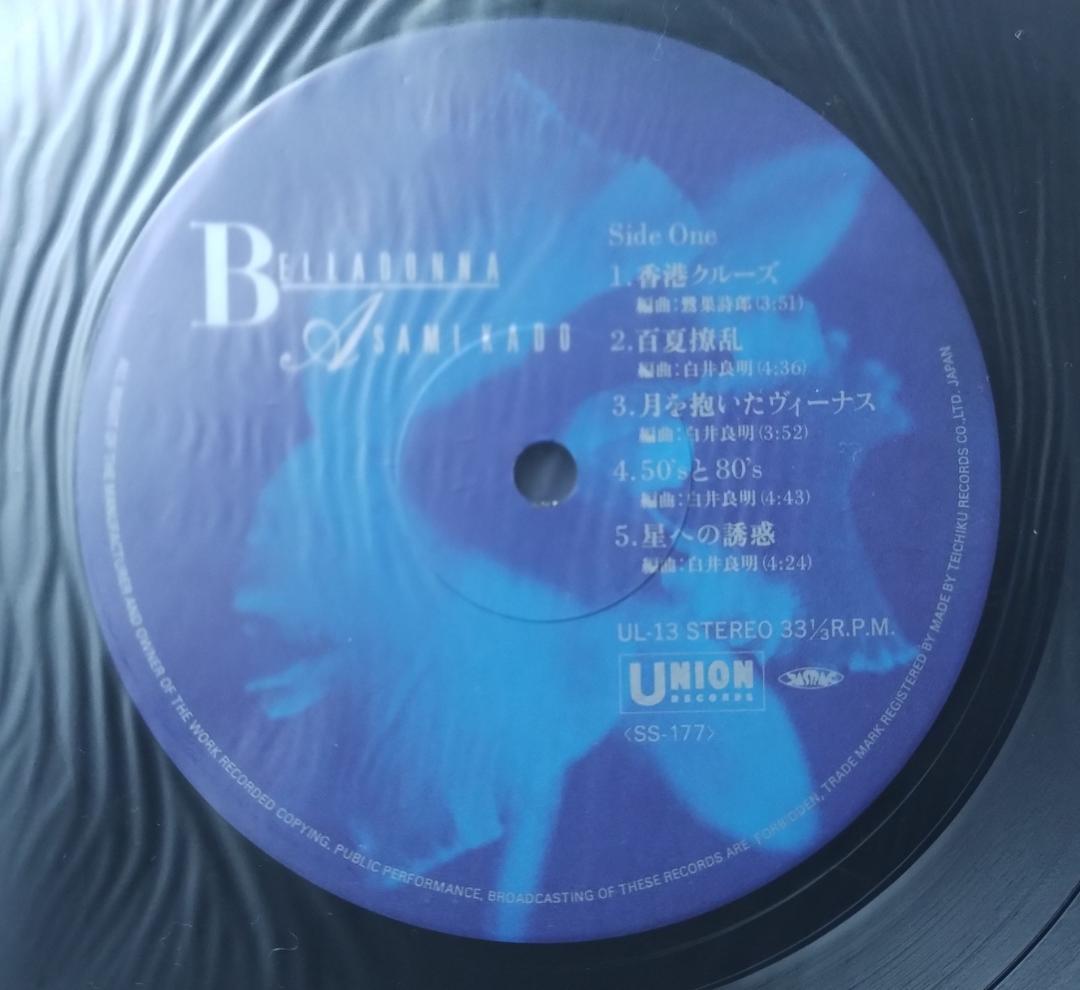 BELLADONNA
ASAMI KADO
Side One
1.香港クルーズ
編曲:鷺巣詩郎(3:51)
2.百夏撩乱
編曲:白井良明(4:36)
3.月を抱いたヴィーナス
編曲:白井良明(3:52)
4.50'sと80's
編曲:白井良明(4:43)
5.星への誘惑
編曲:白井良明(4:24)
UL-13 STEREO 33⅓R.P.M.
UNION
RECORDS
JASRAC
〈SS-177〉
MANUFACTURER AND OWNER OF THE WORK RECORDED COPYING, PUBLIC PERFORMANCE, BROADCASTING OF THESE RECORDS ARE FORBIDDEN, TRADE MARK REGISTERED BY MADE BY TEICHIKU RECORDS CO.,LTD. JAPAN